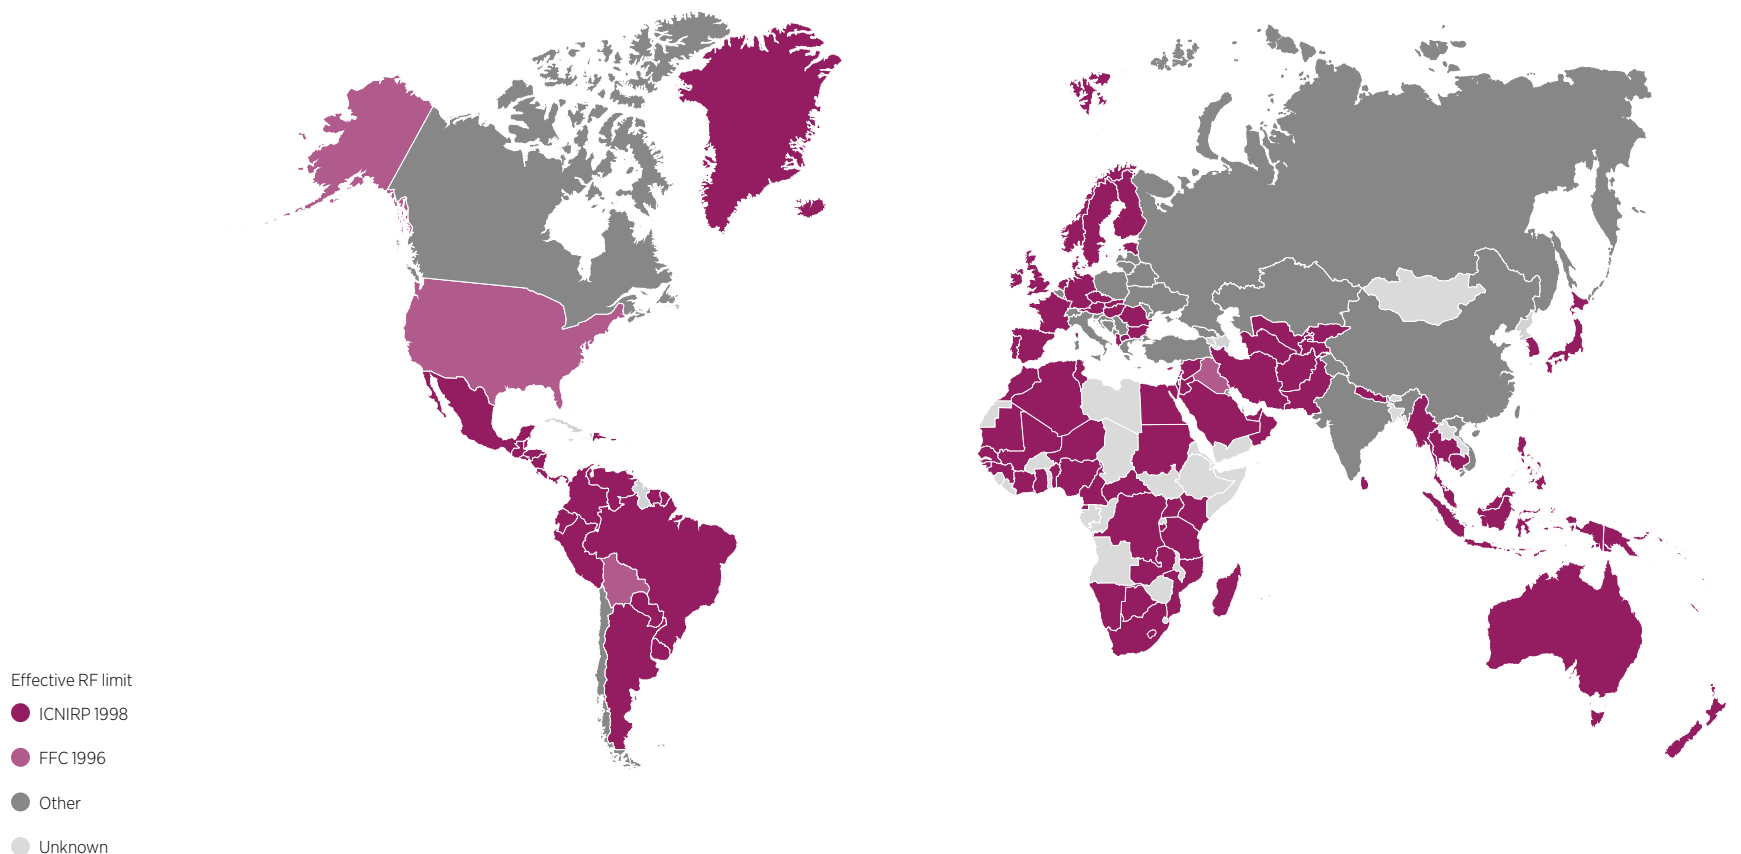 Effective RF limit
ICNIRP 1998
FFC 1996
Other
Unknown